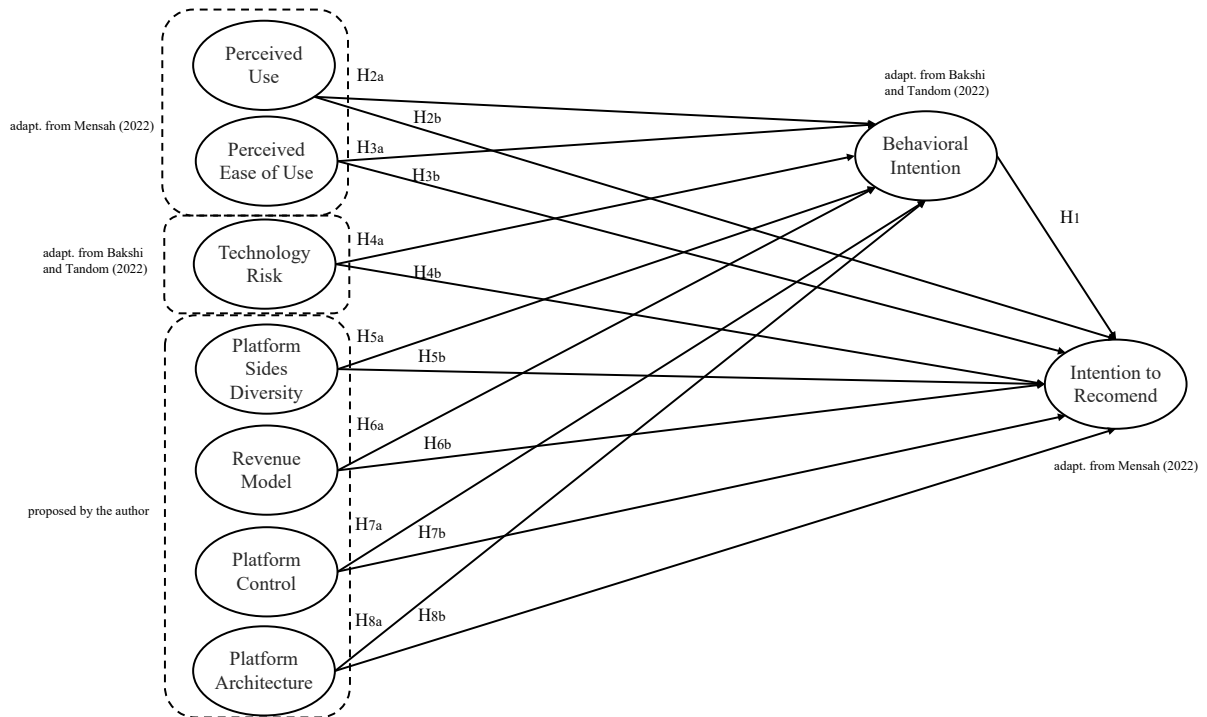 Perceived
Use
H2a
adapt. from Bakshi
and Tandom (2022)
H2b
adapt. from Mensah (2022)
Perceived
Ease of Use
H3a
H3b
Behavioral
Intention
H1
adapt. from Bakshi
and Tandom (2022)
Technology
Risk
H4a
H4b
Platform
Sides
Diversity
H5a
H5b
Intention to
Recomend
adapt. from Mensah (2022)
Revenue
Model
H6a
H6b
proposed by the author
Platform
Control
H7a
H7b
Platform
Architecture
H8a
H8b